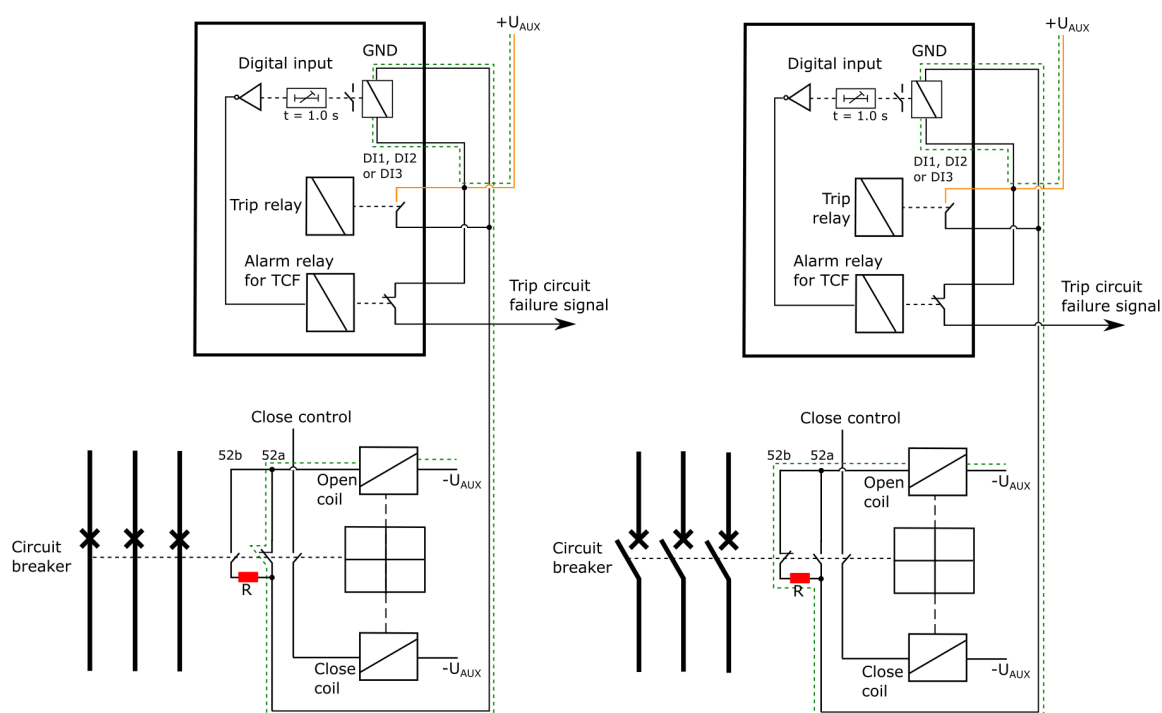 +UAUX
GND
Digital input
t = 1.0 s
DI1, DI2
or DI3
Trip relay
Alarm relay
for TCF
Trip circuit
failure signal
Close control
52b
52a
Open
coil
-UAUX
Circuit
breaker
R
Close
coil
-UAUX
+UAUX
GND
Digital input
t = 1.0 s
DI1, DI2
or DI3
Trip
relay
Alarm relay
for TCF
Trip circuit
failure signal
Close control
52b
52a
Open
coil
-UAUX
Circuit
breaker
R
Close
coil
-UAUX